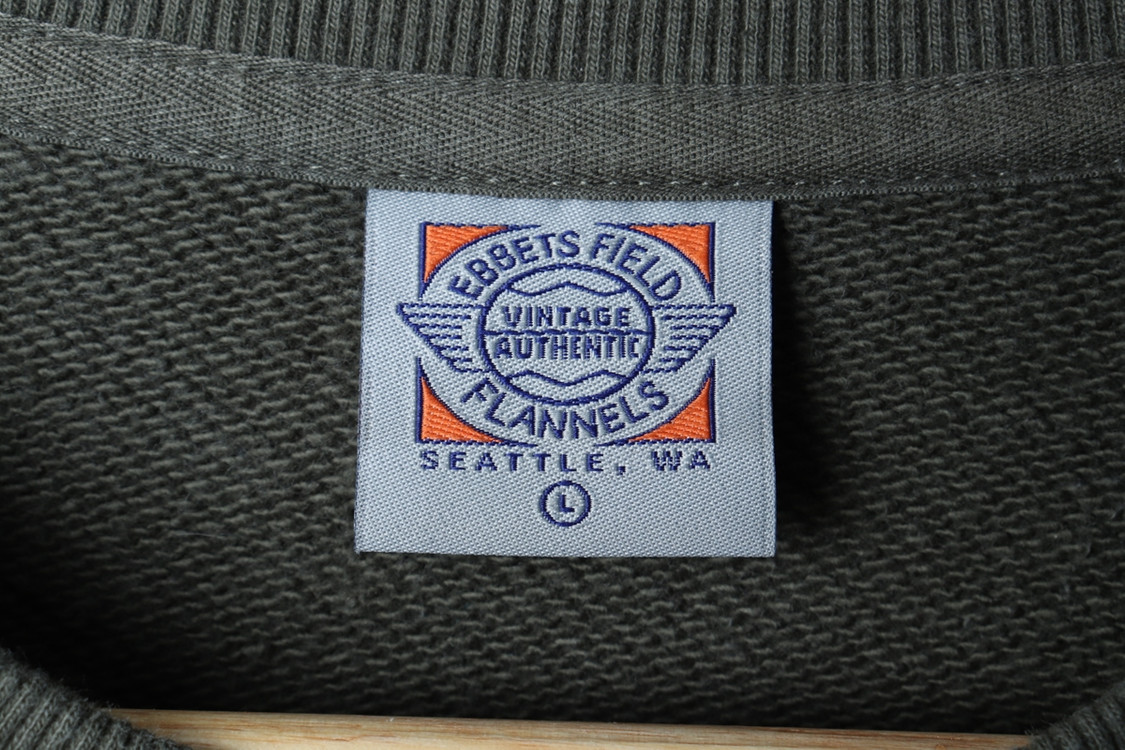 EBBETS FIELD
VINTAGE
AUTHENTIC
FLANNELS
SEATTLE, WA
L